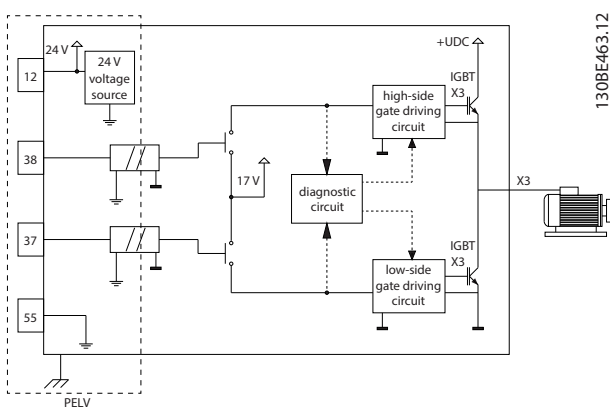 130BE463.12
24 V
+UDC
12
24 V
voltage
source
IGBT
X3
high-side
gate driving
circuit
38
17 V
diagnostic
circuit
X3
37
IGBT
X3
low-side
gate driving
circuit
55
PELV